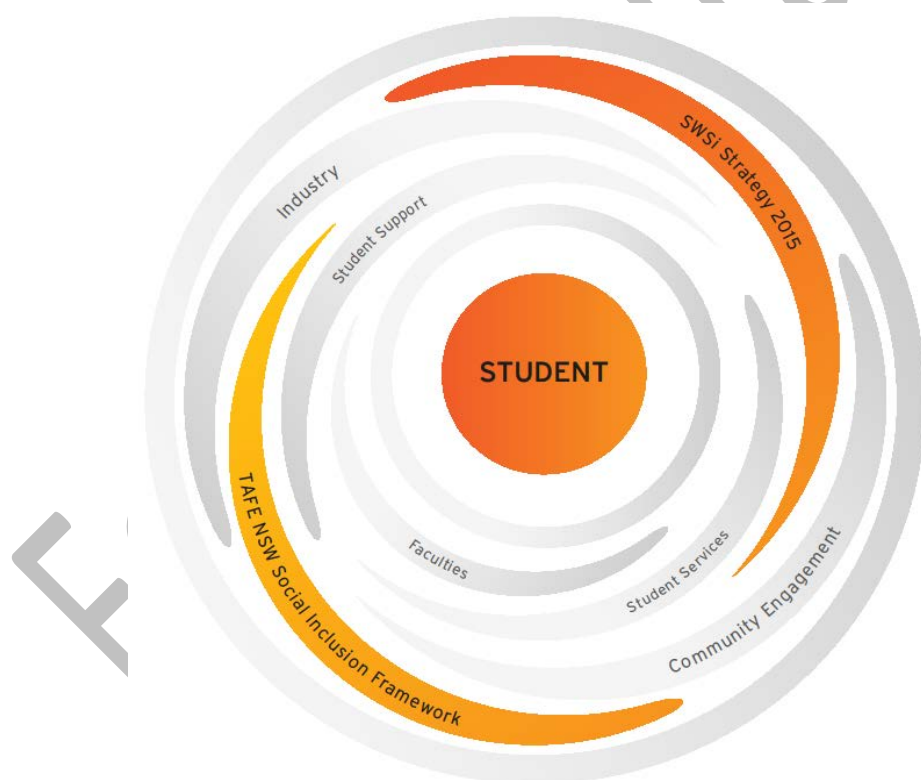 SWSi Strategy 2015
Industry
Student Support
STUDENT
TAFE NSW Social Inclusion Framework
Faculties
Student Services
Community Engagement